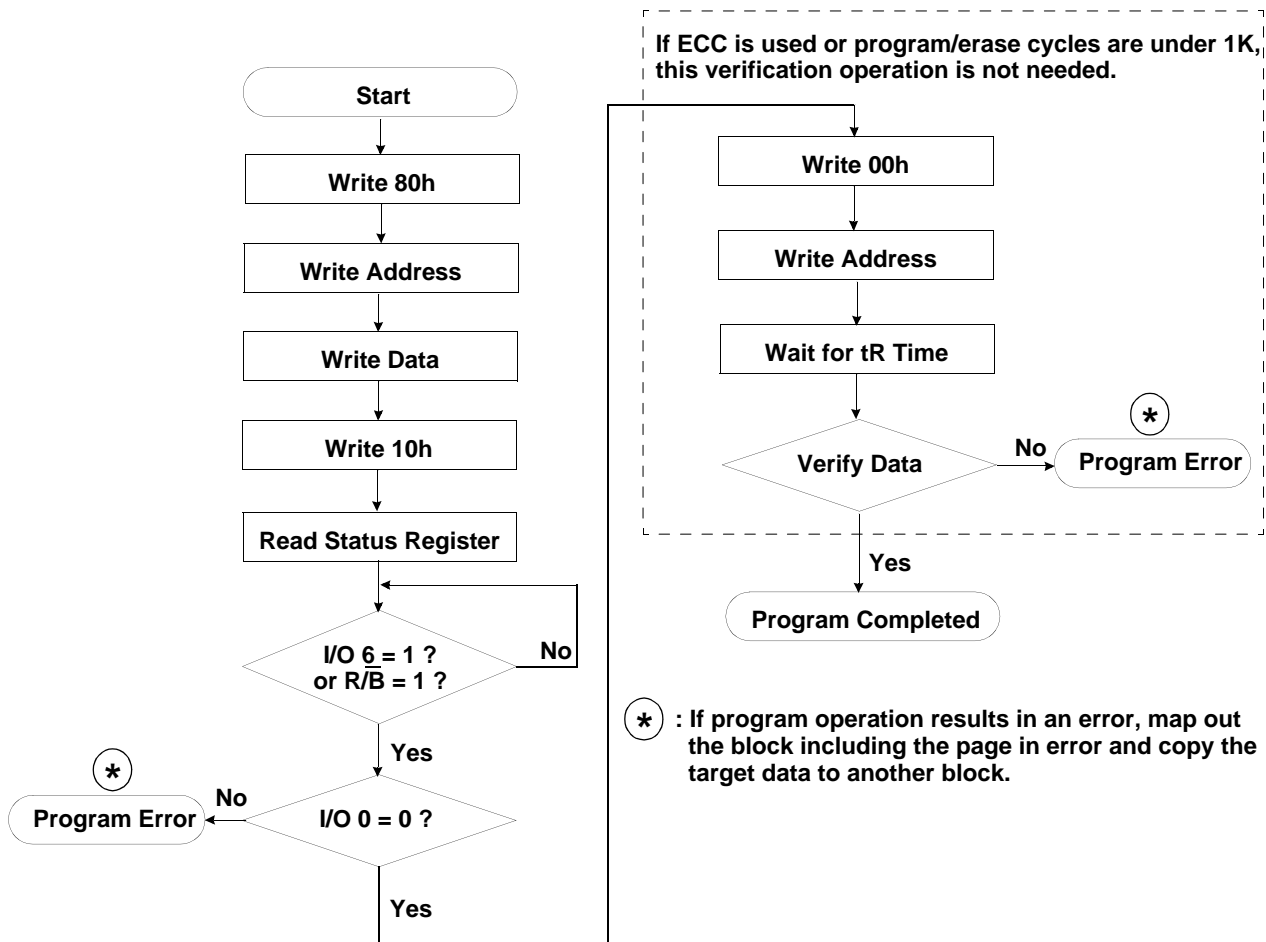 Start
Write 80h
Write Address
Write Data
Write 10h
Read Status Register
I/O 6 = 1 ?
or R/B̅ = 1 ?
No
Yes
*
No
Program Error
I/O 0 = 0 ?
Yes
If ECC is used or program/erase cycles are under 1K,
this verification operation is not needed.
Write 00h
Write Address
Wait for tR Time
*
Verify Data
No
Program Error
Yes
Program Completed
* : If program operation results in an error, map out
the block including the page in error and copy the
target data to another block.